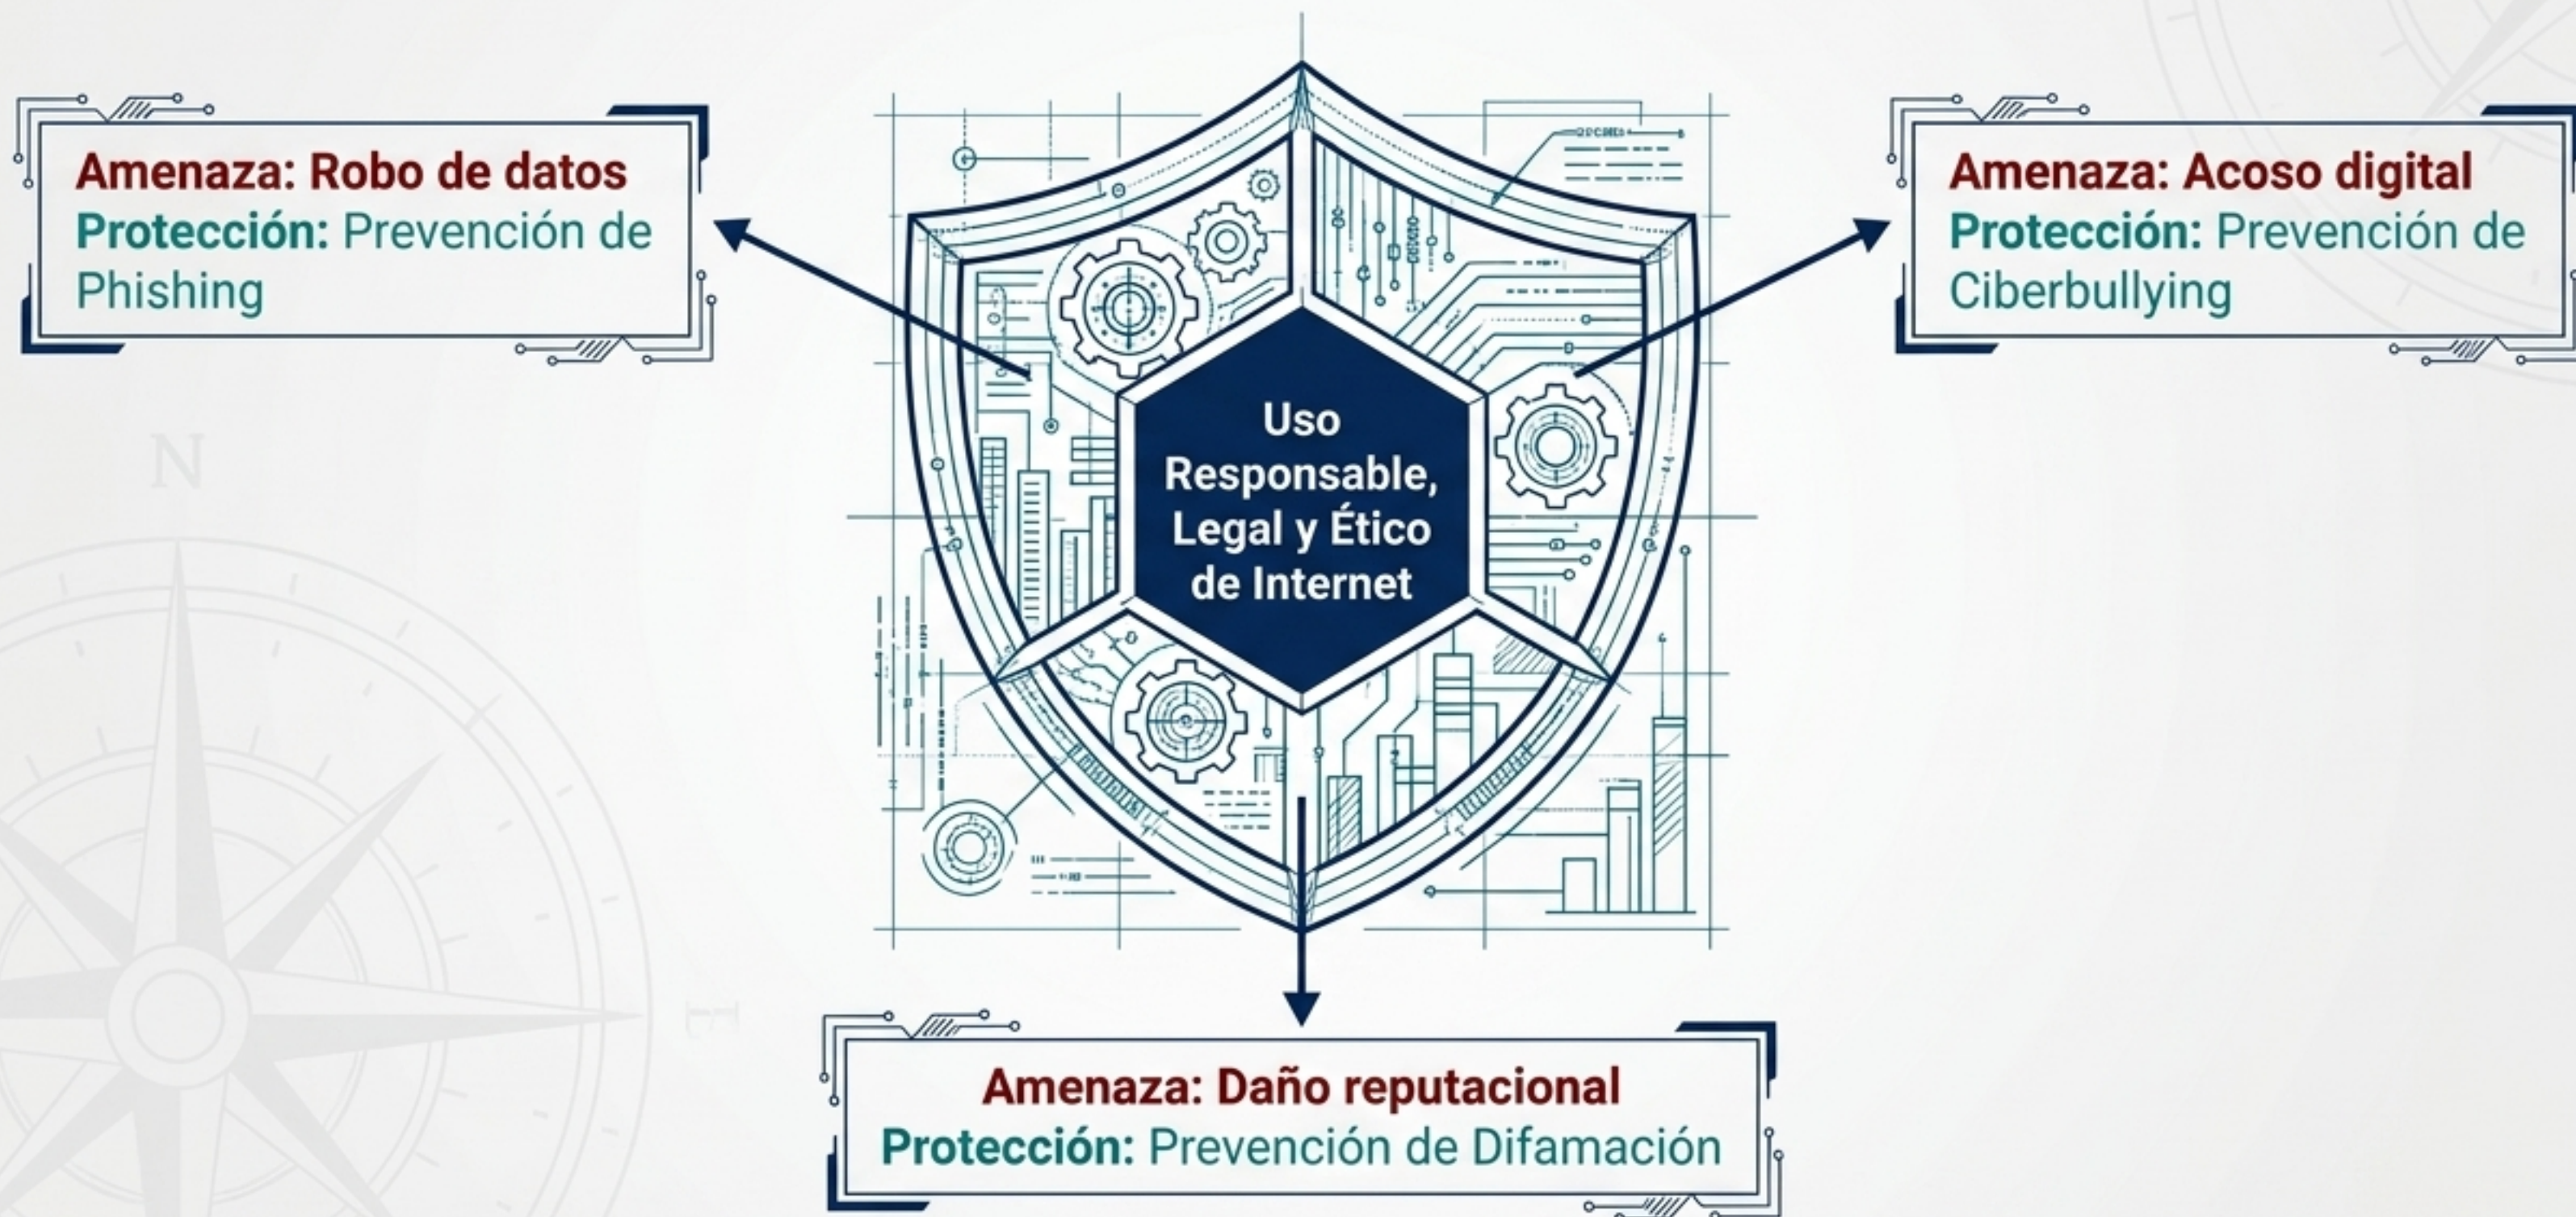 Amenaza: Robo de datos
Protección: Prevención de
Phishing
Amenaza: Acoso digital
Protección: Prevención de
Ciberbullying
Uso
Responsable,
Legal y Ético
de Internet
N
E
Amenaza: Daño reputacional
Protección: Prevención de Difamación